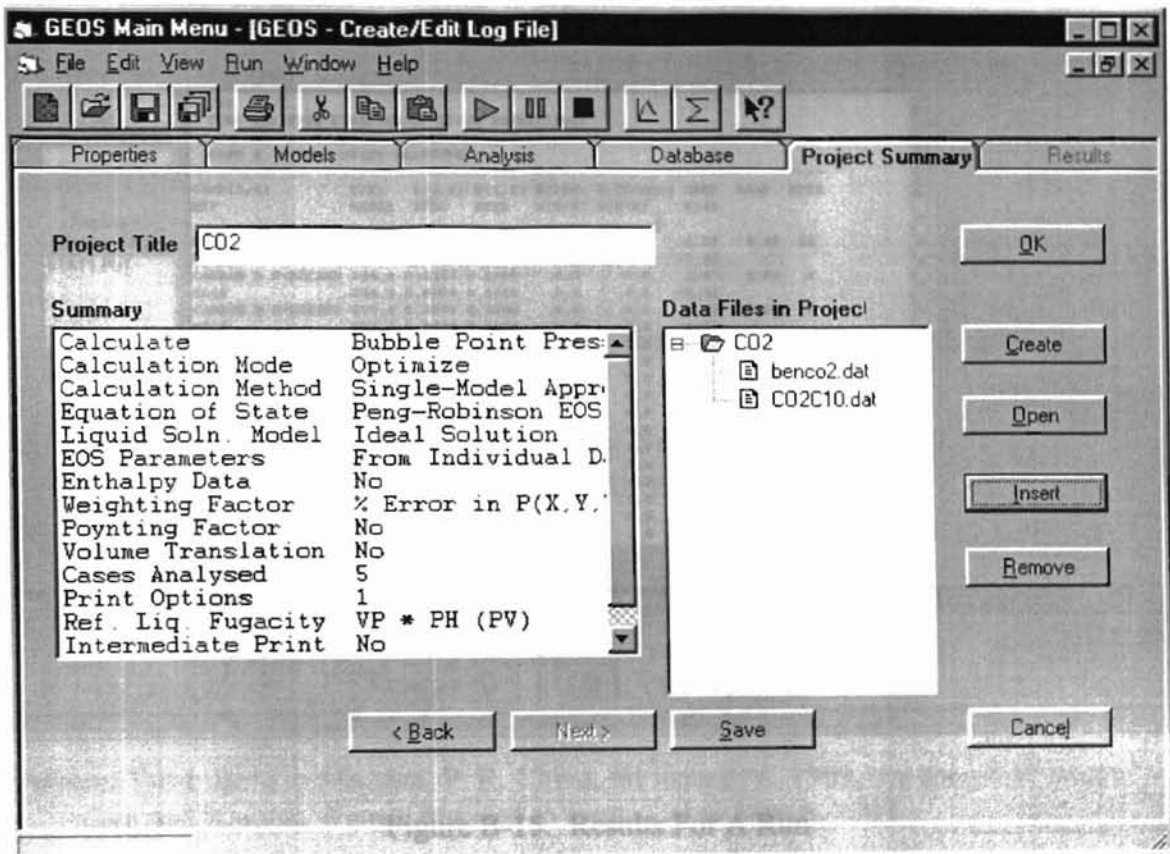 GEOS Main Menu - [GEOS - Create/Edit Log File]
File Edit View Run Window Help
Properties Models Analysis Database Project Summary Results
Project Title CO2
OK
Summary
Data Files in Projec
Calculate Bubble Point Pres
Calculation Mode Optimize
Calculation Method Single-Model Appr
Equation of State Peng-Robinson EOS
Liquid Soln. Model Ideal Solution
EOS Parameters From Individual D
Enthalpy Data No
Weighting Factor % Error in P(X,Y,
Poynting Factor No
Volume Translation No
Cases Analysed 5
Print Options 1
Ref. Liq. Fugacity VP * PH (PV)
Intermediate Print No
CO2
benco2.dat
CO2C10.dat
Create
Open
Insert
Remove
< Back Next > Save Cancel